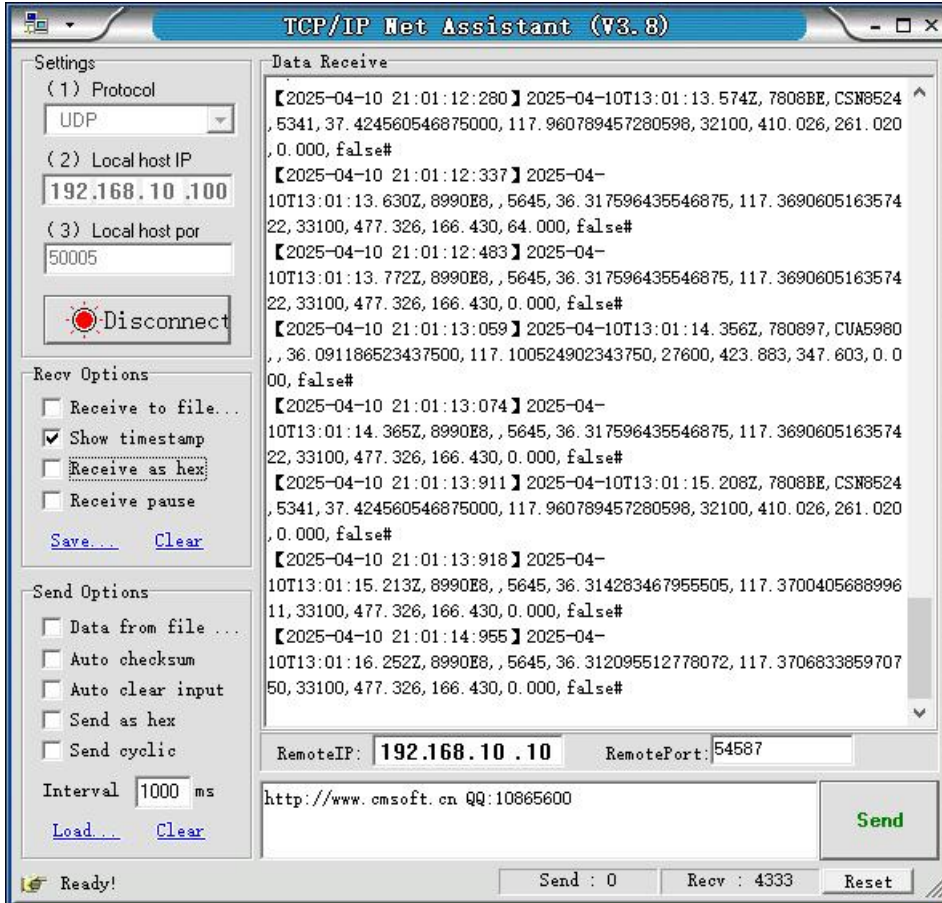 TCP/IP Net Assistant (V3.8)
Settings
(1) Protocol
UDP
(2) Local host IP
192.168.10.100
(3) Local host por
50005
Disconnect
Recv Options
Receive to file...
Show timestamp
Receive as hex
Receive pause
Save... Clear
Send Options
Data from file ...
Auto checksum
Auto clear input
Send as hex
Send cyclic
Interval 1000 ms
Load... Clear
Data Receive
【2025-04-10 21:01:12:280】2025-04-10T13:01:13.574Z,7808BE,CSN8524
,5341,37.424560546875000,117.960789457280598,32100,410.026,261.020
,0.000,false#
【2025-04-10 21:01:12:337】2025-04-
10T13:01:13.630Z,8990E8,,5645,36.317596435546875,117.3690605163574
22,33100,477.326,166.430,64.000,false#
【2025-04-10 21:01:12:483】2025-04-
10T13:01:13.772Z,8990E8,,5645,36.317596435546875,117.3690605163574
22,33100,477.326,166.430,0.000,false#
【2025-04-10 21:01:13:059】2025-04-10T13:01:14.356Z,780897,CUA5980
,,36.091186523437500,117.100524902343750,27600,423.883,347.603,0.0
00,false#
【2025-04-10 21:01:13:074】2025-04-
10T13:01:14.365Z,8990E8,,5645,36.317596435546875,117.3690605163574
22,33100,477.326,166.430,0.000,false#
【2025-04-10 21:01:13:911】2025-04-10T13:01:15.208Z,7808BE,CSN8524
,5341,37.424560546875000,117.960789457280598,32100,410.026,261.020
,0.000,false#
【2025-04-10 21:01:13:918】2025-04-
10T13:01:15.213Z,8990E8,,5645,36.314283467955505,117.3700405688996
11,33100,477.326,166.430,0.000,false#
【2025-04-10 21:01:14:955】2025-04-
10T13:01:16.252Z,8990E8,,5645,36.312095512778072,117.3706833859707
50,33100,477.326,166.430,0.000,false#
RemoteIP: 192.168.10.10 RemotePort: 54587
http://www.cmsoft.cn QQ:10865600
Send
Ready! Send : 0 Recv : 4333 Reset